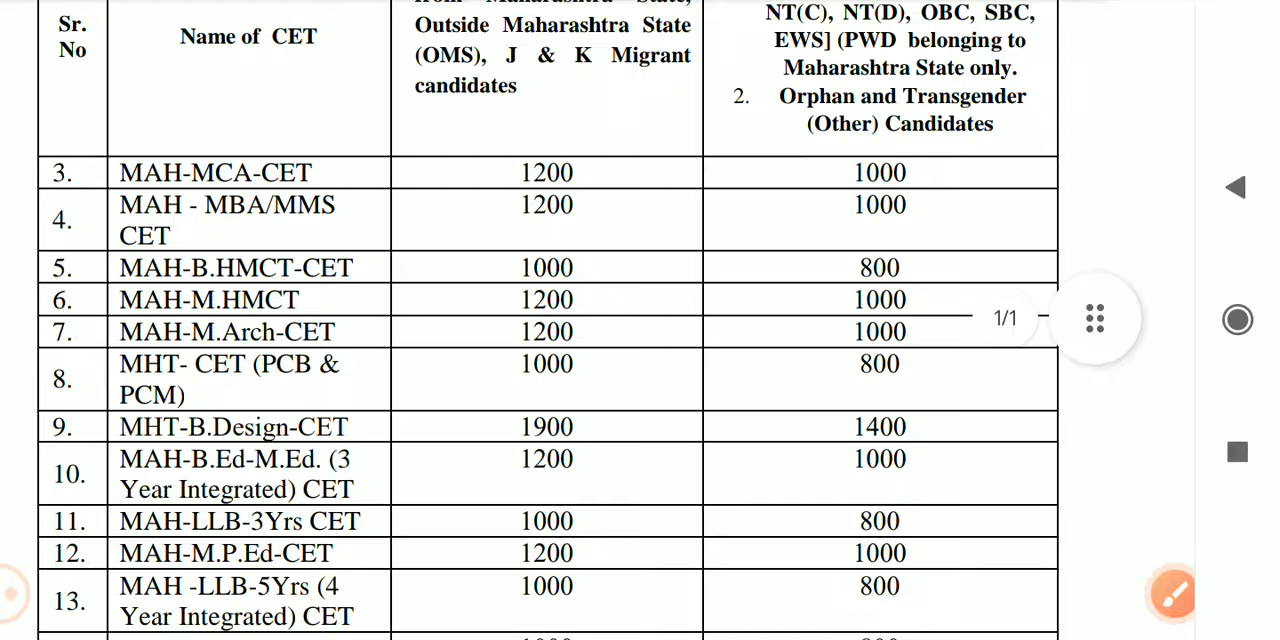 Sr.
No
Name of CET
Outside Maharashtra State
(OMS), J & K Migrant
candidates
NT(C), NT(D), OBC, SBC,
EWS] (PWD belonging to
Maharashtra State only.
2. Orphan and Transgender
(Other) Candidates
3. MAH-MCA-CET 1200 1000
4. MAH - MBA/MMS 1200 1000
CET
5. MAH-B.HMCT-CET 1000 800
6. MAH-M.HMCT 1200 1000
7. MAH-M.Arch-CET 1200 1000
1/1
8. MHT- CET (PCB & 1000 800
PCM)
9. MHT-B.Design-CET 1900 1400
10. MAH-B.Ed-M.Ed. (3 1200 1000
Year Integrated) CET
11. MAH-LLB-3Yrs CET 1000 800
12. MAH-M.P.Ed-CET 1200 1000
13. MAH -LLB-5Yrs (4 1000 800
Year Integrated) CET